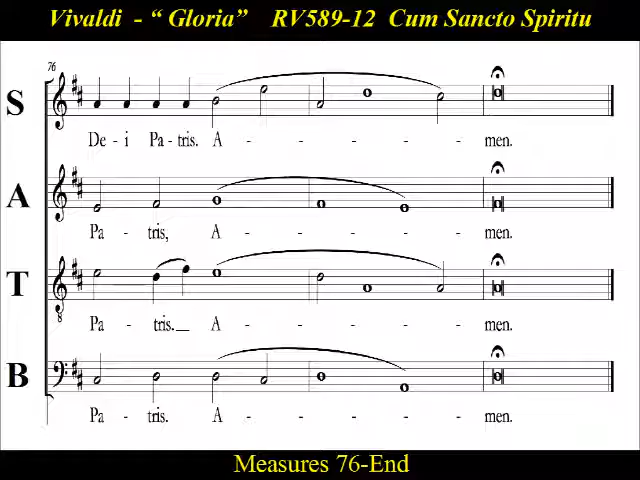 Vivaldi - “ Gloria” RV589-12 Cum Sancto Spiritu
76
S
De - i Pa - tris. A - - - - men.
A
Pa - tris, A - - - - men.
T
8
Pa - tris. A - - - - men.
B
Pa - tris. A - - - - men.
Measures 76-End